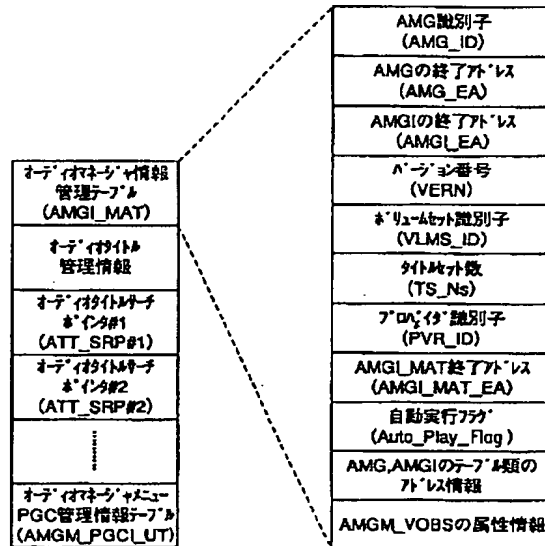 オーディオマネージャ情報
管理テーブル
(AMGI_MAT)
オーディオタイトル
管理情報
オーディオタイトルサーチ
ポインタ#1
(ATT_SRP#1)
オーディオタイトルサーチ
ポインタ#2
(ATT_SRP#2)
オーディオマネージャメニュー
PGC管理情報テーブル
(AMGM_PGCI_UT)
AMG識別子
(AMG_ID)
AMGの終了アドレス
(AMG_EA)
AMGIの終了アドレス
(AMGI_EA)
バージョン番号
(VERN)
ボリュームセット識別子
(VLMS_ID)
タイトルセット数
(TS_Ns)
プロバイダ識別子
(PVR_ID)
AMGI_MAT終了アドレス
(AMGI_MAT_EA)
自動実行フラグ
(Auto_Play_Flag)
AMG,AMGIのテーブル類の
アドレス情報
AMGM_VOBSの属性情報